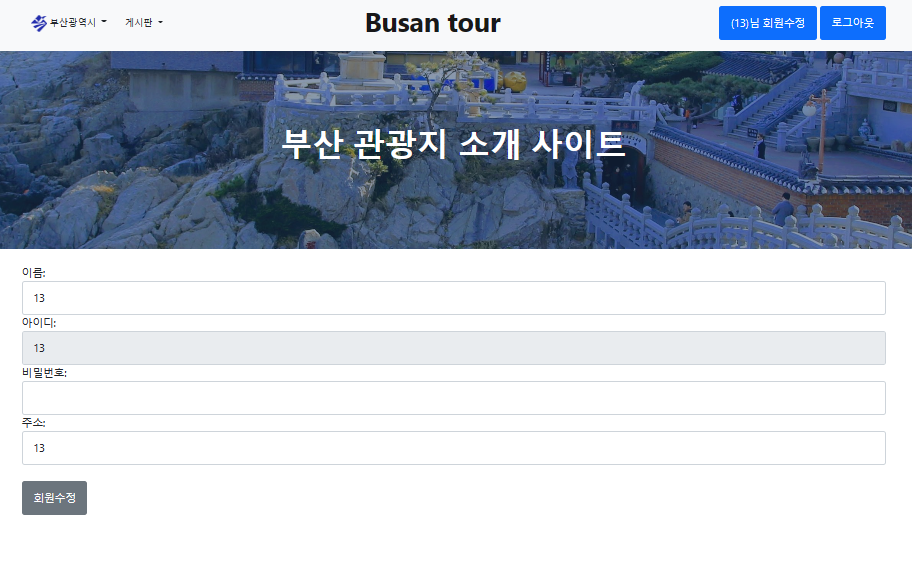 부산광역시
게시판
Busan tour
(13)님 회원수정
로그아웃
부산 관광지 소개 사이트
이름:
13
아이디:
13
비밀번호:
주소:
13
회원수정